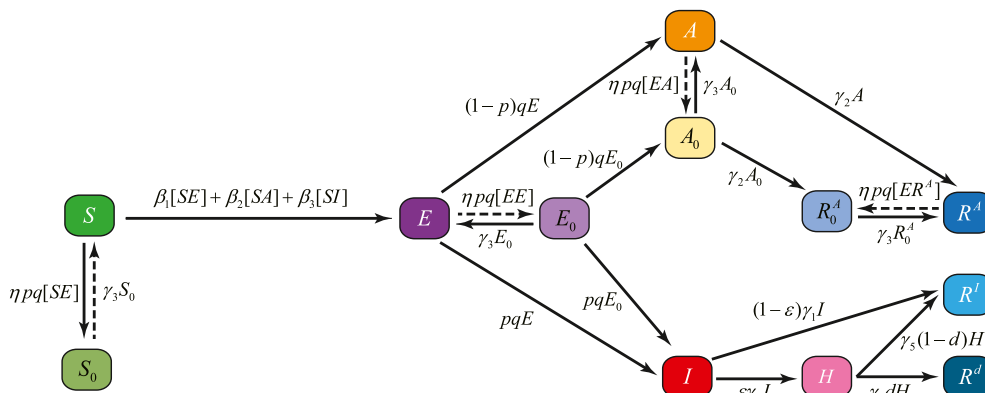 A
ηpq[EA]
γ₃A₀
(1−p)qE
γ₂A
A₀
(1−p)qE₀
γ₂A₀
β₁[SE]+β₂[SA]+β₃[SI]
ηpq[EE]
ηpq[ER^A]
S
E
E₀
R₀^A
R^A
γ₃E₀
γ₃R₀^A
ηpq[SE]
γ₃S₀
pqE
pqE₀
(1−ε)γ₁I
R^I
γ₅(1−d)H
S₀
I
H
R^d